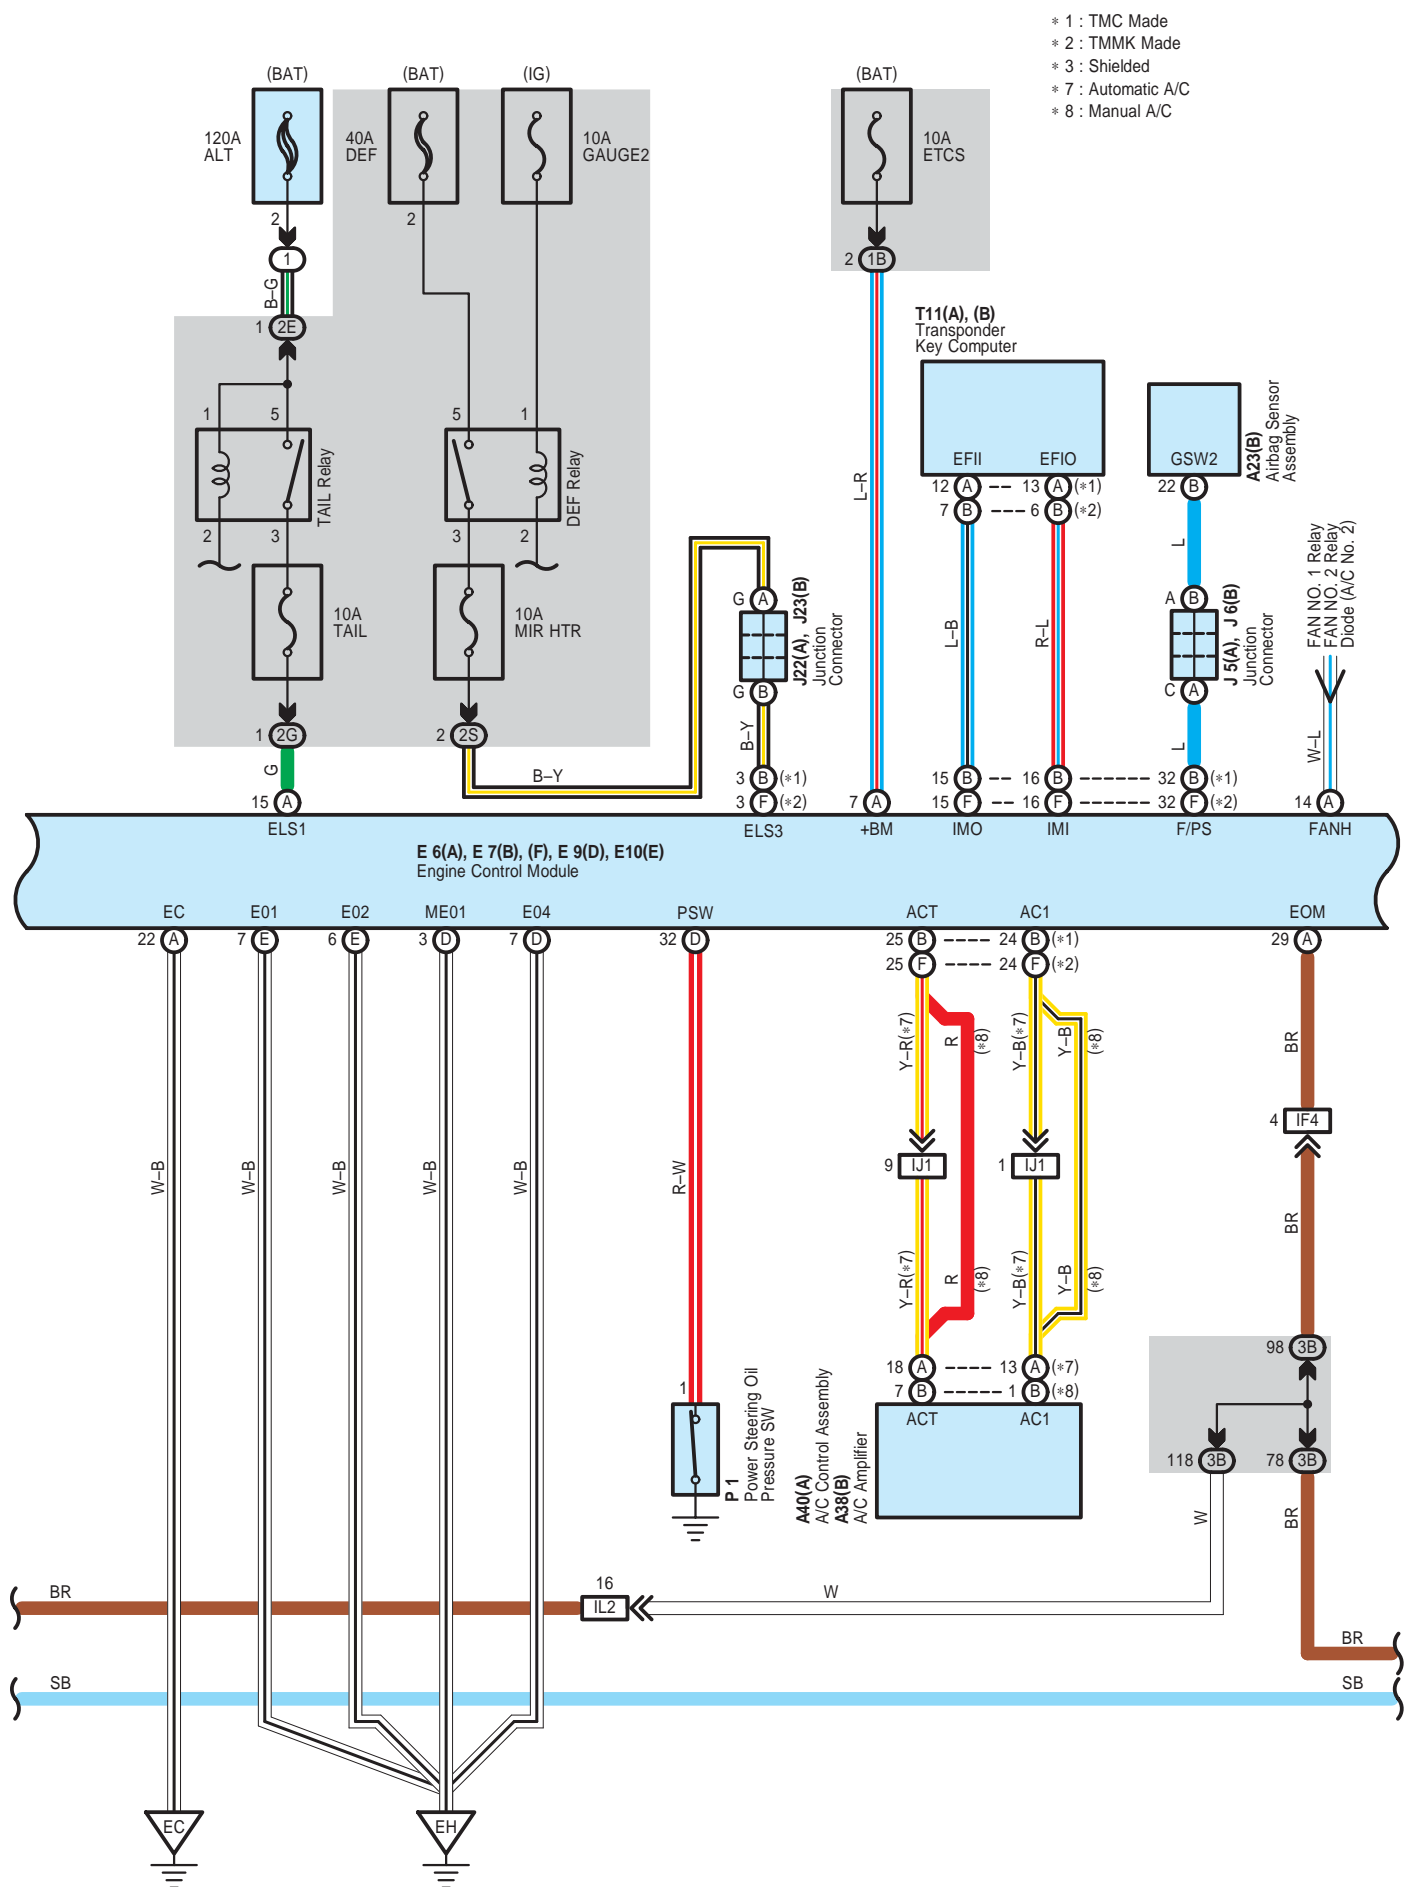 ∗ 1 : TMC Made
∗ 2 : TMMK Made
∗ 3 : Shielded
∗ 7 : Automatic A/C
∗ 8 : Manual A/C
(BAT)
(BAT)
(IG)
(BAT)
120A
ALT
40A
DEF
10A
GAUGE2
10A
ETCS
2
2
1
2
1B
B–G
1
2E
T11(A), (B)
Transponder
Key Computer
1
5
5
1
TAIL Relay
DEF Relay
2
3
3
2
L–R
EFII
EFIO
GSW2
A23(B)
Airbag Sensor
Assembly
12
A
13
A
(∗1)
7
B
6
B
(∗2)
22
B
L
FAN NO. 1 Relay
FAN NO. 2 Relay
Diode (A/C No. 2)
10A
TAIL
10A
MIR HTR
G
A
J22(A), J23(B)
Junction
Connector
G
B
L–B
R–L
A
B
J 5(A), J 6(B)
Junction
Connector
C
A
1
2G
2
2S
G
B–Y
B–Y
L
W–L
15
A
3
B
(∗1)
3
F
(∗2)
7
A
15
B
16
B
32
B
(∗1)
15
F
16
F
32
F
(∗2)
14
A
ELS1
ELS3
+BM
IMO
IMI
F/PS
FANH
E 6(A), E 7(B), (F), E 9(D), E10(E)
Engine Control Module
EC
E01
E02
ME01
E04
PSW
ACT
AC1
EOM
22
A
7
E
6
E
3
D
7
D
32
D
25
B
24
B
(∗1)
25
F
24
F
(∗2)
29
A
Y–R(∗7)
R
(∗8)
Y–B(∗7)
Y–B
(∗8)
BR
4
IF4
W–B
W–B
W–B
W–B
W–B
R–W
9
IJ1
1
IJ1
Y–R(∗7)
R
(∗8)
Y–B(∗7)
Y–B
(∗8)
BR
98
3B
18
A
13
A
(∗7)
7
B
1
B
(∗8)
1
P 1
Power Steering Oil
Pressure SW
A40(A)
A/C Control Assembly
A38(B)
A/C Amplifier
ACT
AC1
118
3B
78
3B
W
BR
BR
16
IL2
W
BR
SB
SB
EC
EH